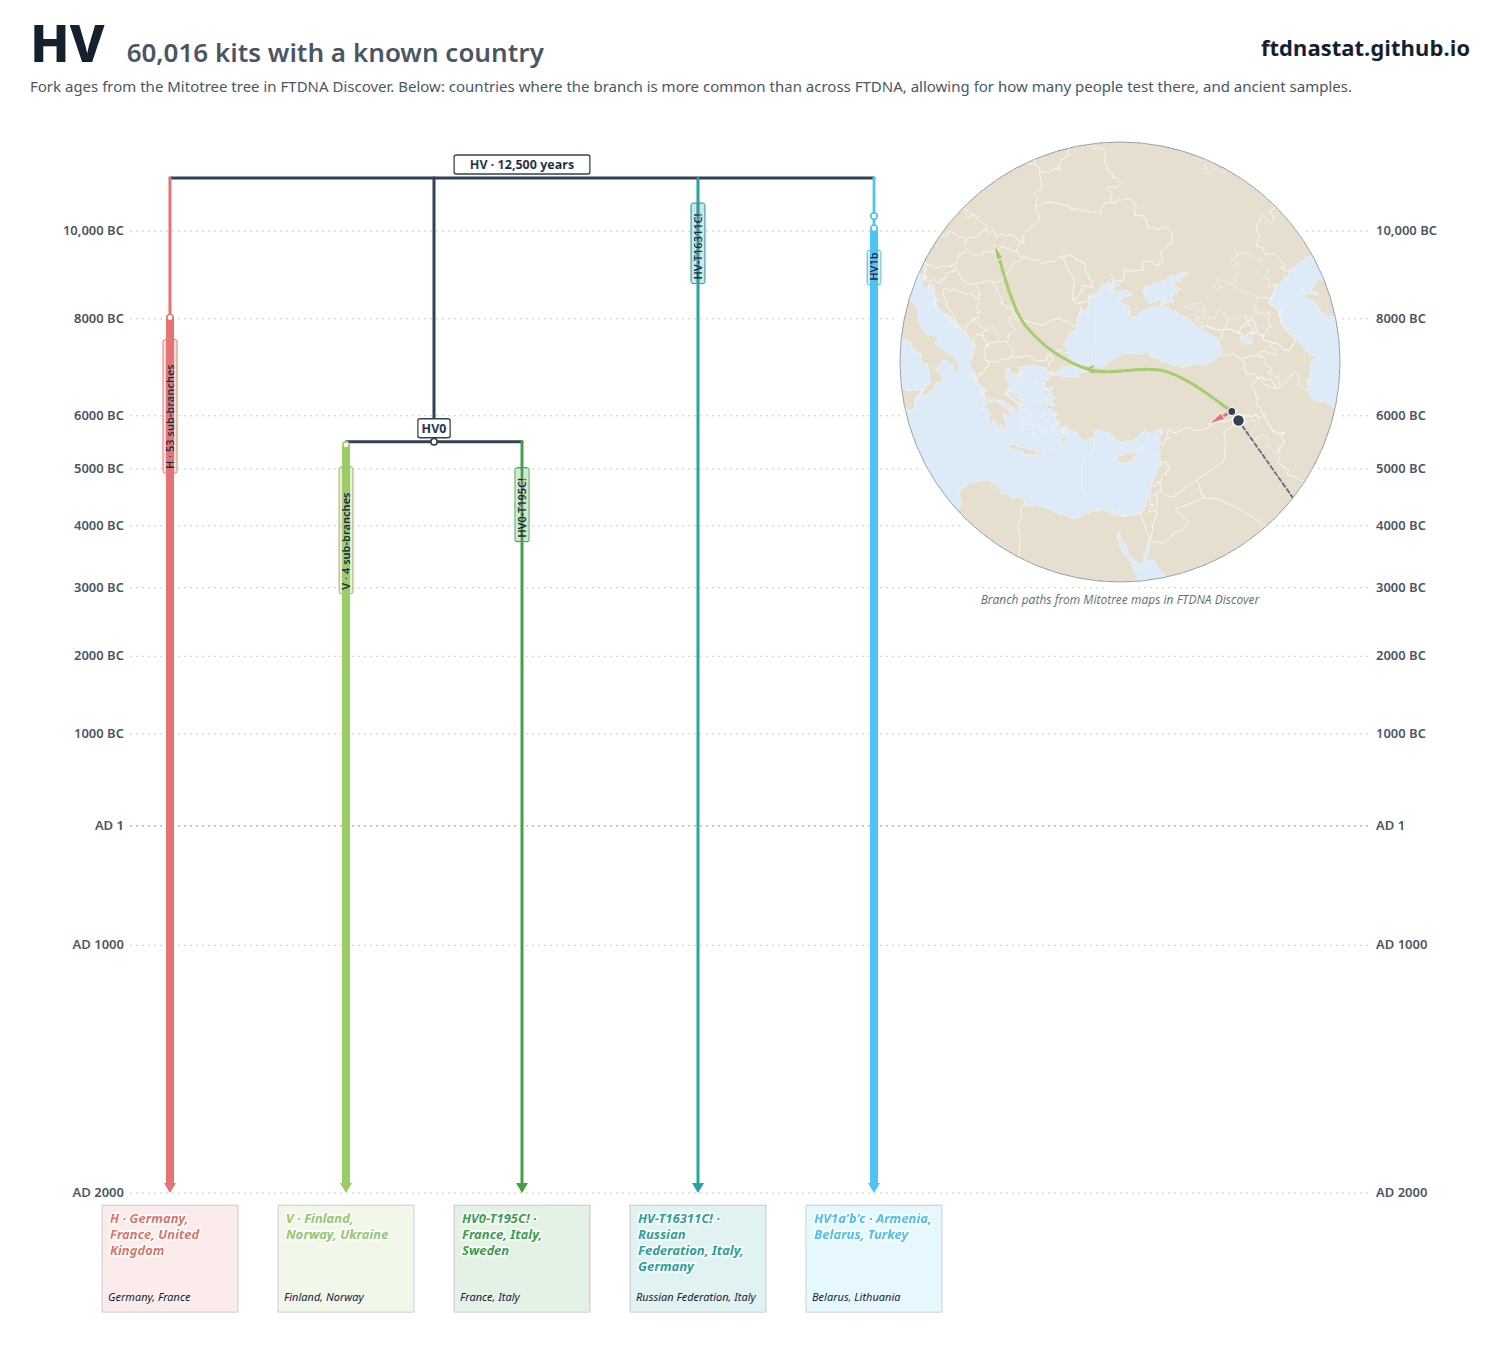 HV 60,016 kits with a known country
ftdnastat.github.io
Fork ages from the Mitotree tree in FTDNA Discover. Below: countries where the branch is more common than across FTDNA, allowing for how many people test there, and ancient samples.
HV · 12,500 years
10,000 BC
10,000 BC
8000 BC
8000 BC
6000 BC
6000 BC
5000 BC
5000 BC
4000 BC
4000 BC
3000 BC
3000 BC
2000 BC
2000 BC
1000 BC
1000 BC
AD 1
AD 1
AD 1000
AD 1000
AD 2000
AD 2000
HV-T16311C!
HV1b
H · 53 sub-branches
HV0
V · 4 sub-branches
HV0-T195C!
Branch paths from Mitotree maps in FTDNA Discover
H · Germany,
France, United
Kingdom
Germany, France
V · Finland,
Norway, Ukraine
Finland, Norway
HV0-T195C! ·
France, Italy,
Sweden
France, Italy
HV-T16311C! ·
Russian
Federation, Italy,
Germany
Russian Federation, Italy
HV1a'b'c · Armenia,
Belarus, Turkey
Belarus, Lithuania